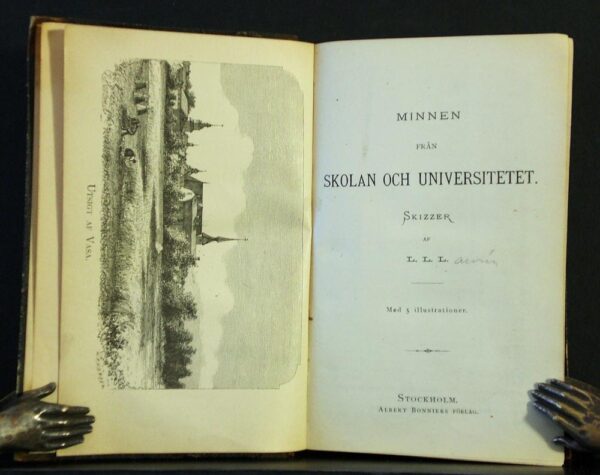 UTSIGT AF VASA.
MINNEN
FRÅN
SKOLAN OCH UNIVERSITETET.
SKIZZER
AF
L. L. L.
Med 5 illustrationer.
STOCKHOLM.
ALBERT BONNIERS FÖRLAG.